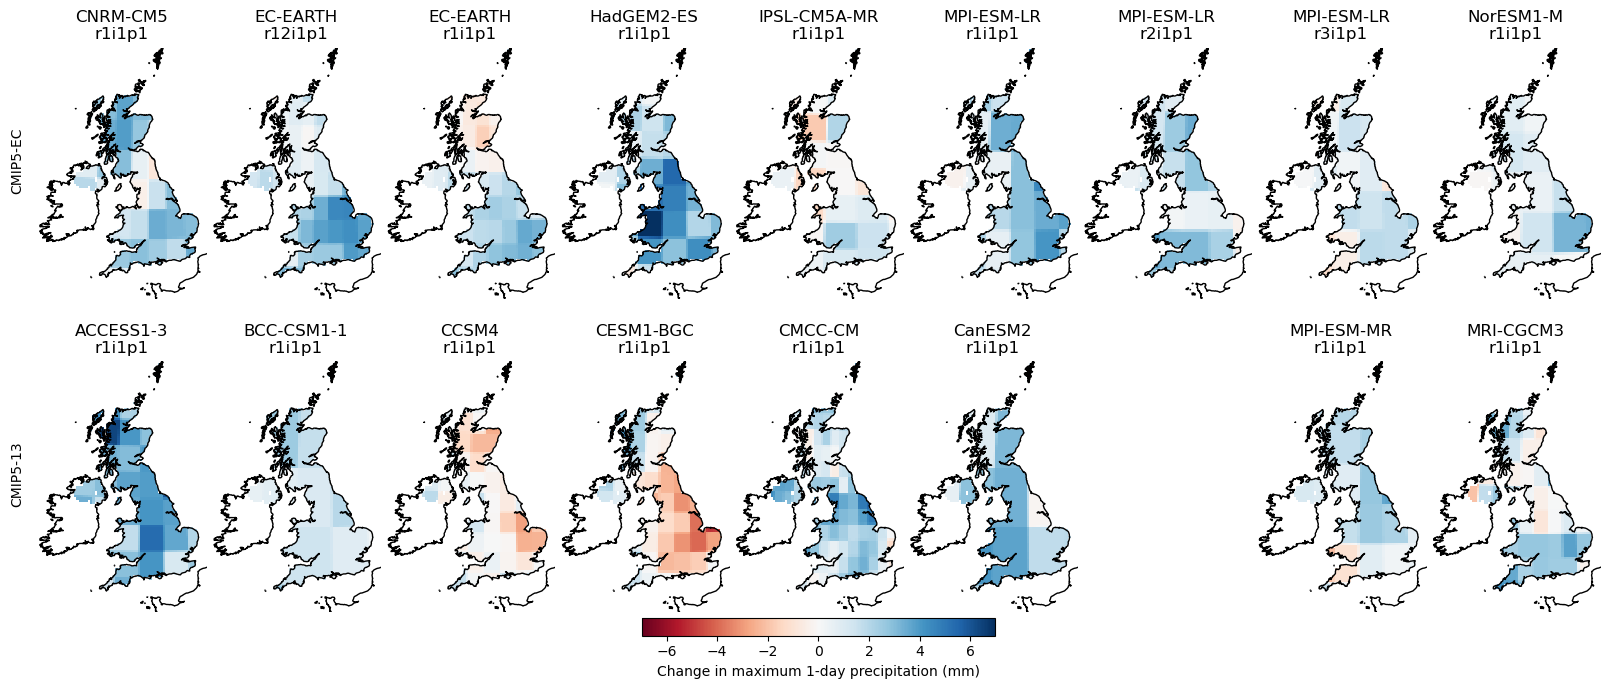 CNRM-CM5
r1i1p1
EC-EARTH
r12i1p1
EC-EARTH
r1i1p1
HadGEM2-ES
r1i1p1
IPSL-CM5A-MR
r1i1p1
MPI-ESM-LR
r1i1p1
MPI-ESM-LR
r2i1p1
MPI-ESM-LR
r3i1p1
NorESM1-M
r1i1p1
CMIP5-EC
ACCESS1-3
r1i1p1
BCC-CSM1-1
r1i1p1
CCSM4
r1i1p1
CESM1-BGC
r1i1p1
CMCC-CM
r1i1p1
CanESM2
r1i1p1
MPI-ESM-MR
r1i1p1
MRI-CGCM3
r1i1p1
CMIP5-13
−6 −4 −2 0 2 4 6
Change in maximum 1-day precipitation (mm)